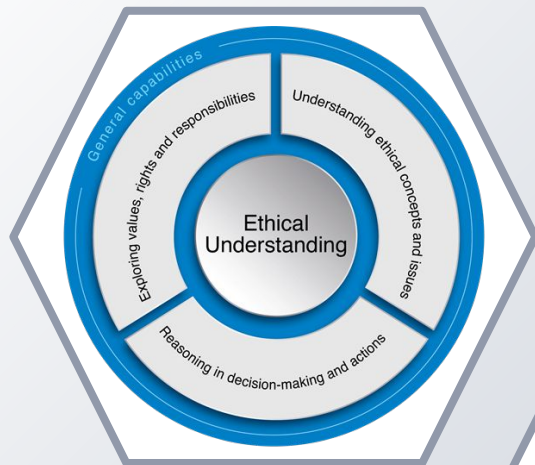 General capabilities
Exploring values, rights and responsibilities
Understanding ethical concepts and issues
Ethical
Understanding
Reasoning in decision-making and actions